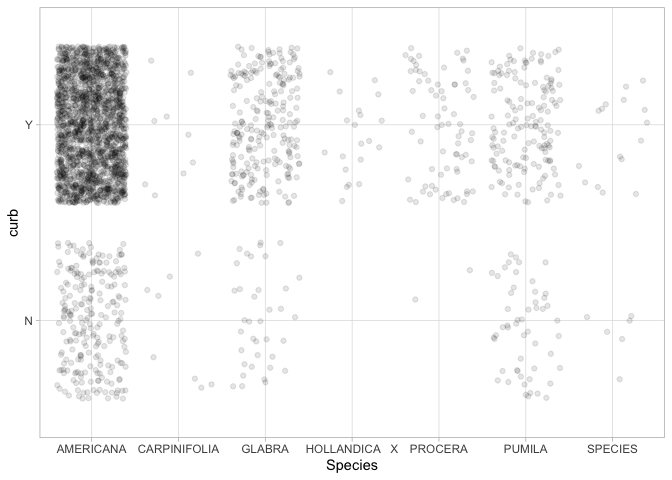 curb
Y
N
AMERICANA CARPINIFOLIA GLABRA HOLLANDICA X PROCERA PUMILA SPECIES
Species